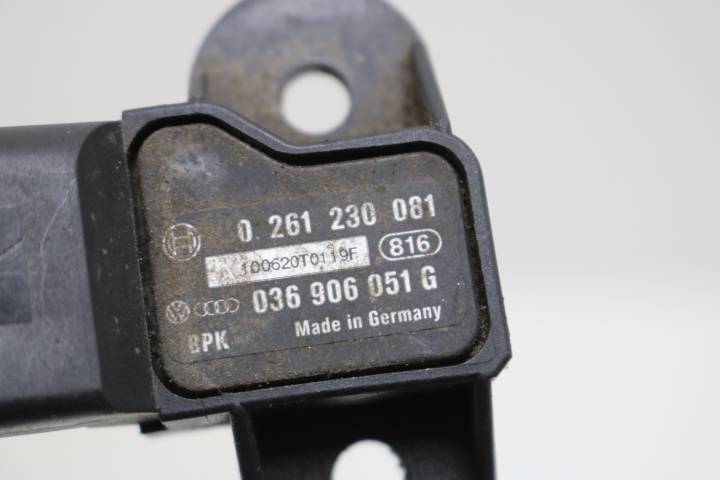 0 261 230 081
100620T0119F 816
036 906 051 G
BPK Made in Germany